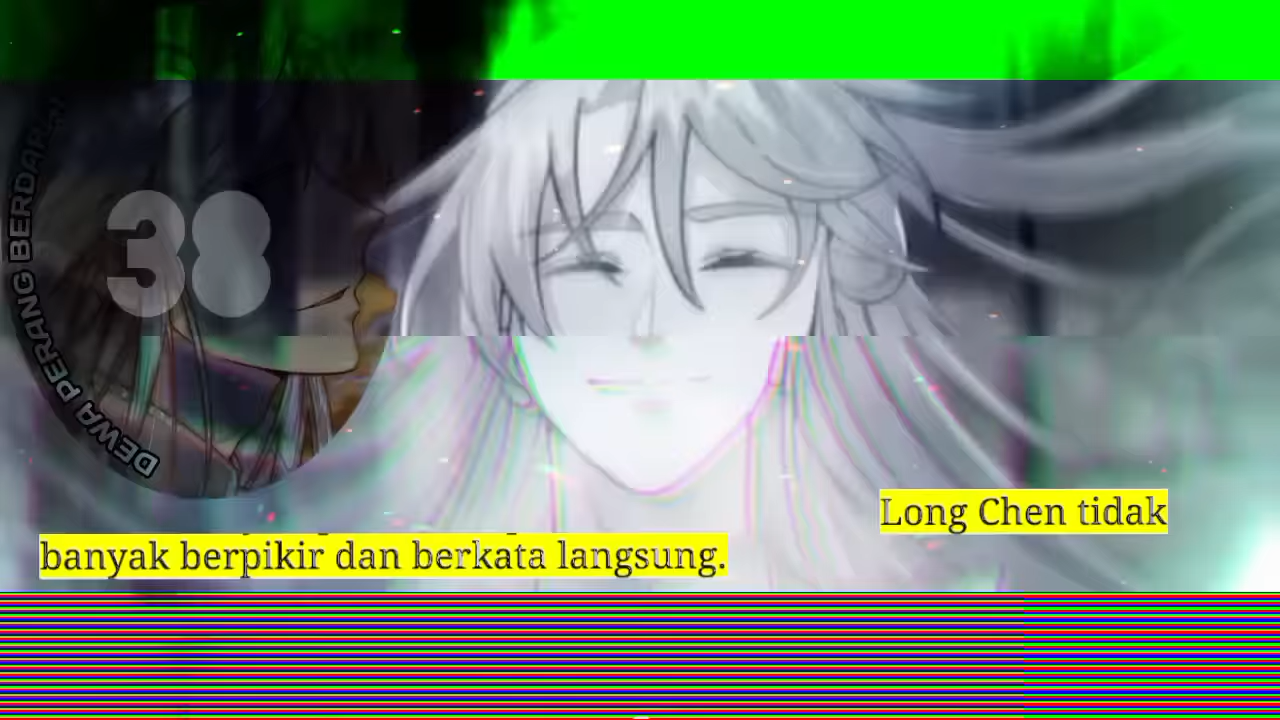 DEWA PERANG BERDARAH
38
Long Chen tidak
banyak berpikir dan berkata langsung.